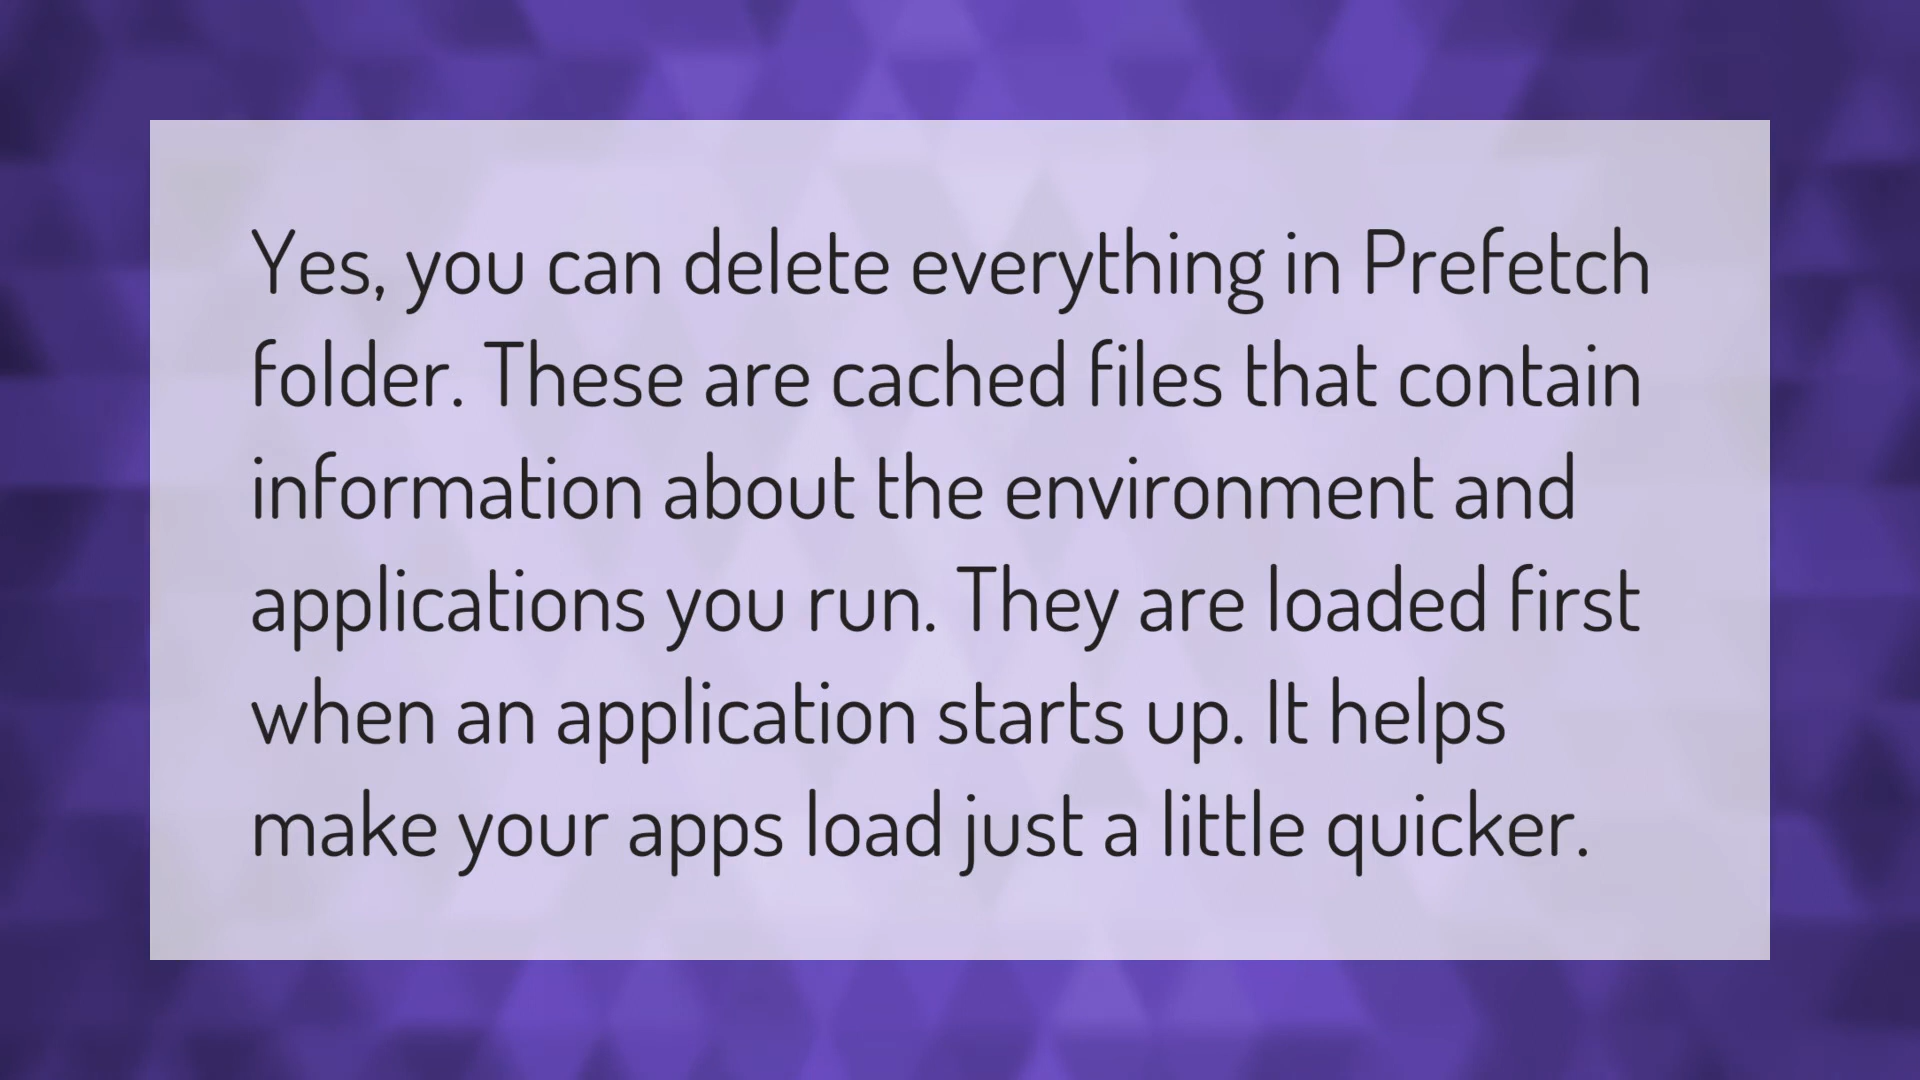 Yes, you can delete everything in Prefetch
folder. These are cached files that contain
information about the environment and
applications you run. They are loaded first
when an application starts up. It helps
make your apps load just a little quicker.